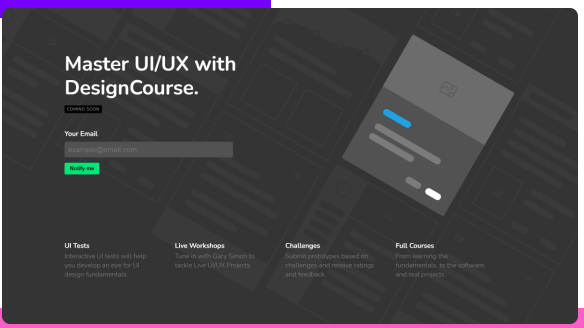 Master UI/UX with
DesignCourse.
COMING SOON
Your Email
example@email.com
Notify me
UI Tests
Interactive UI tests will help
you develop an eye for UI
design fundamentals.
Live Workshops
Tune in with Gary Simon to
tackle Live UI/UX Projects.
Challenges
Submit prototypes based on
challenges and receive ratings
and feedback.
Full Courses
From learning the
fundamentals, to the software,
and real projects.